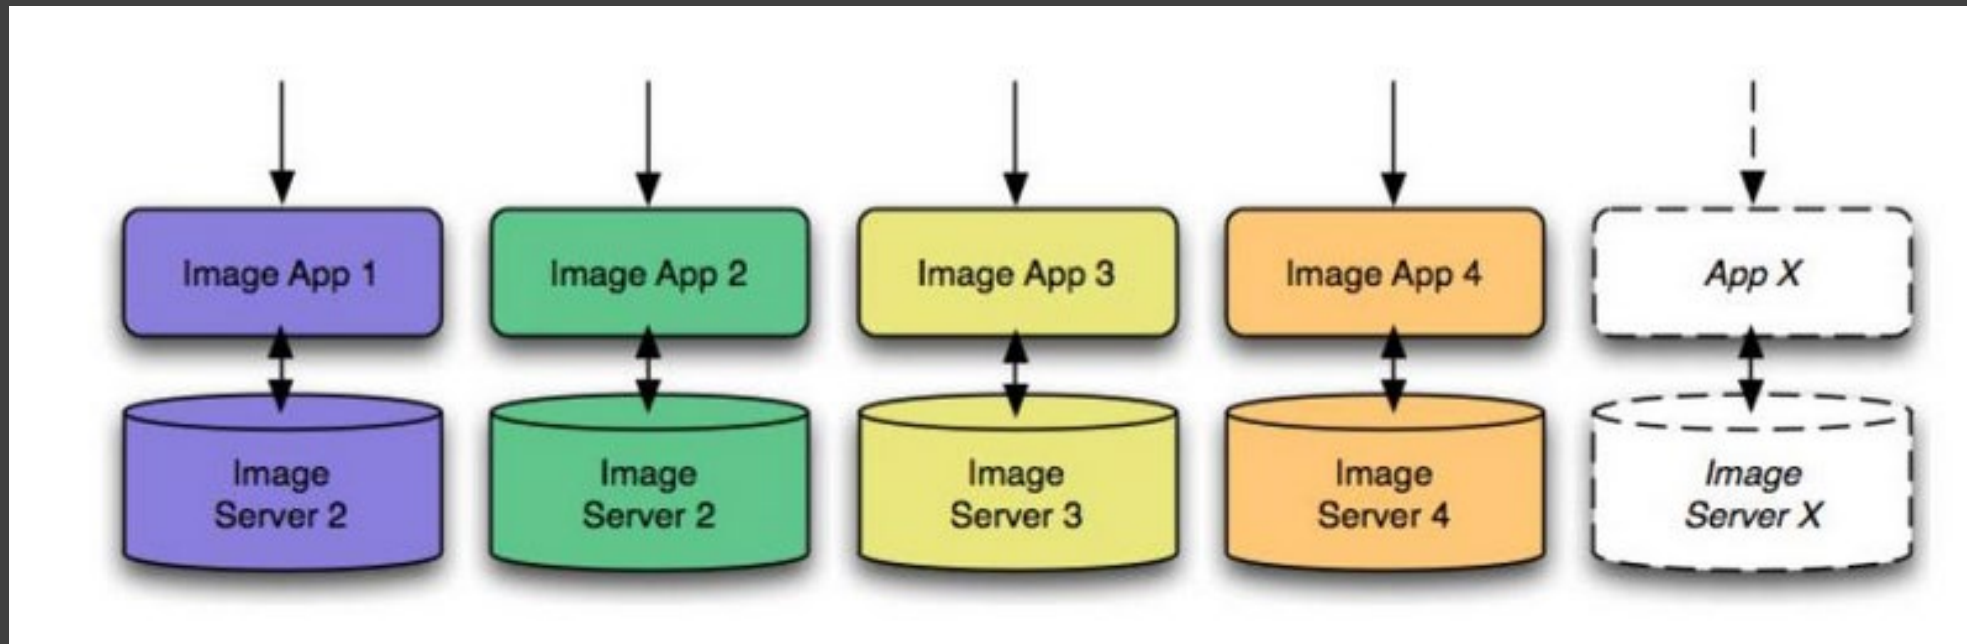 Image App 1
Image App 2
Image App 3
Image App 4
App X
Image
Server 2
Image
Server 2
Image
Server 3
Image
Server 4
Image
Server X